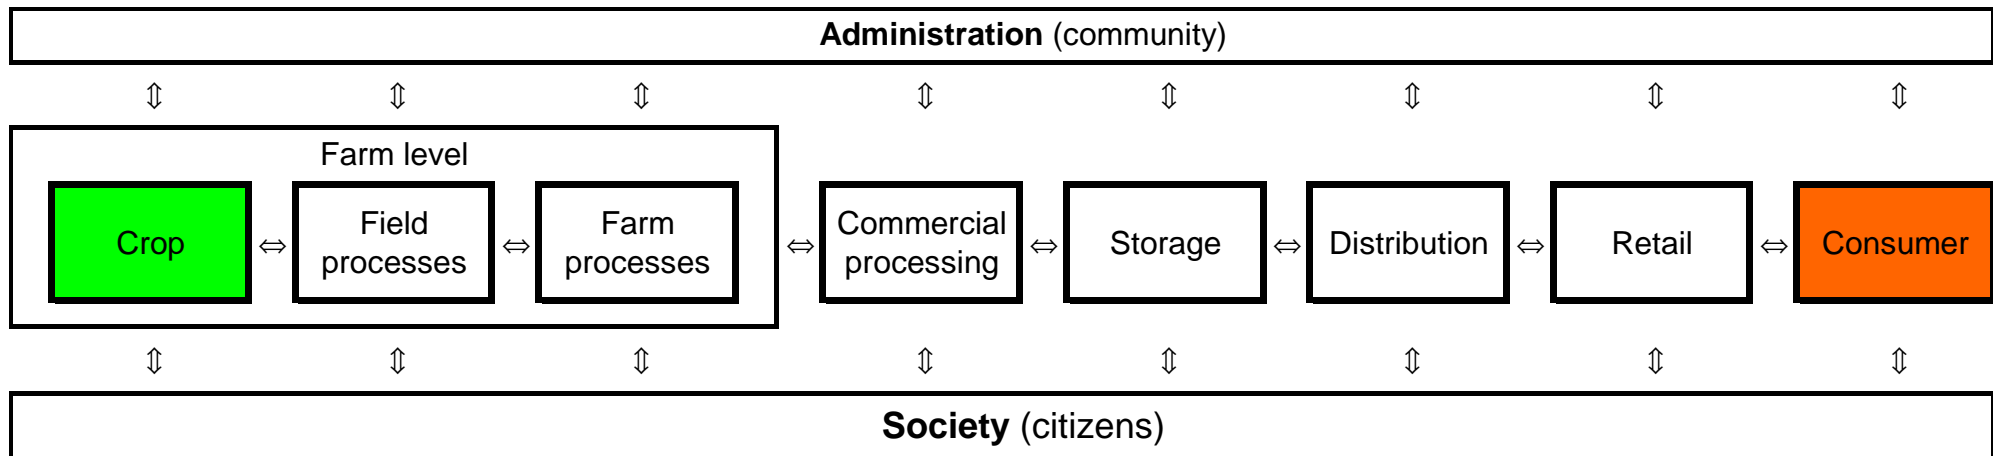 Administration (community)
⇕ ⇕ ⇕ ⇕ ⇕ ⇕ ⇕ ⇕
Farm level
Crop ⇔ Field processes ⇔ Farm processes ⇔ Commercial processing ⇔ Storage ⇔ Distribution ⇔ Retail ⇔ Consumer
⇕ ⇕ ⇕ ⇕ ⇕ ⇕ ⇕ ⇕
Society (citizens)